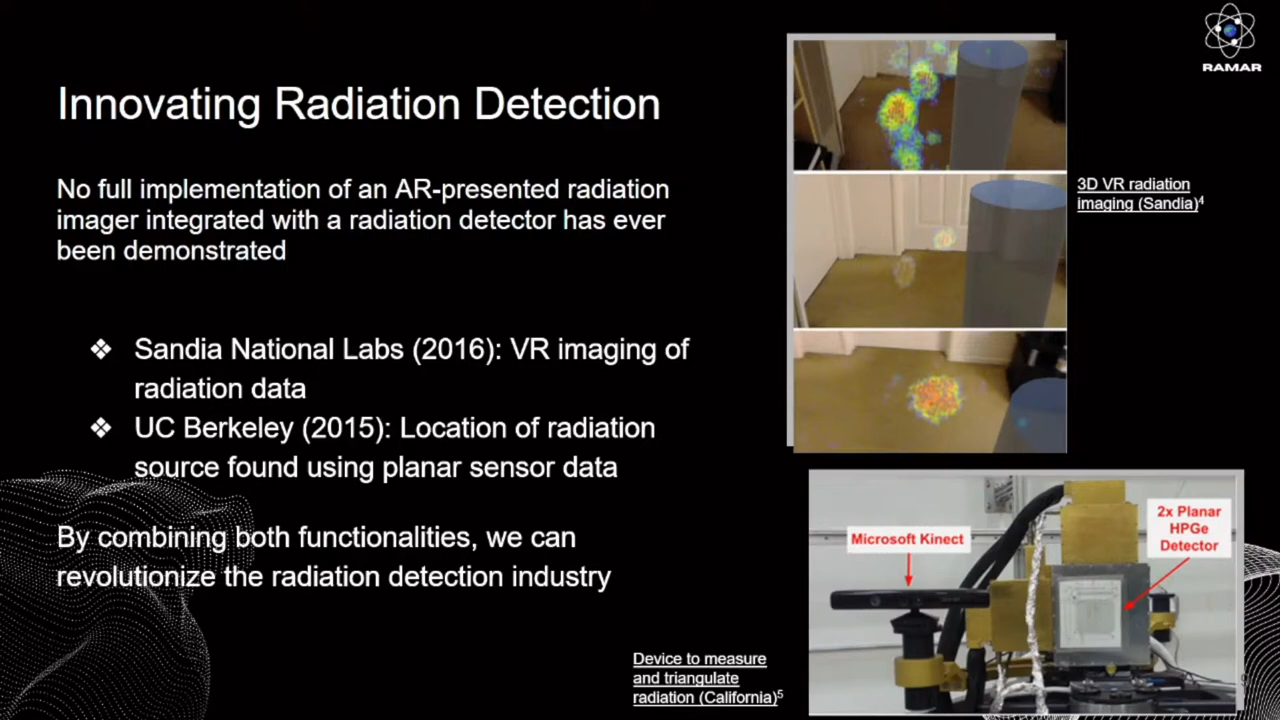 RAMAR
Innovating Radiation Detection
No full implementation of an AR-presented radiation
imager integrated with a radiation detector has ever
been demonstrated
3D VR radiation
imaging (Sandia)⁴
❖ Sandia National Labs (2016): VR imaging of
radiation data
❖ UC Berkeley (2015): Location of radiation
source found using planar sensor data
By combining both functionalities, we can
revolutionize the radiation detection industry
Microsoft Kinect
2x Planar
HPGe
Detector
Device to measure
and triangulate
radiation (California)⁵